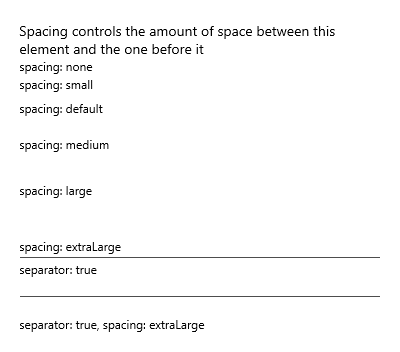 Spacing controls the amount of space between this
element and the one before it
spacing: none
spacing: small
spacing: default
spacing: medium
spacing: large
spacing: extraLarge
separator: true
separator: true, spacing: extraLarge